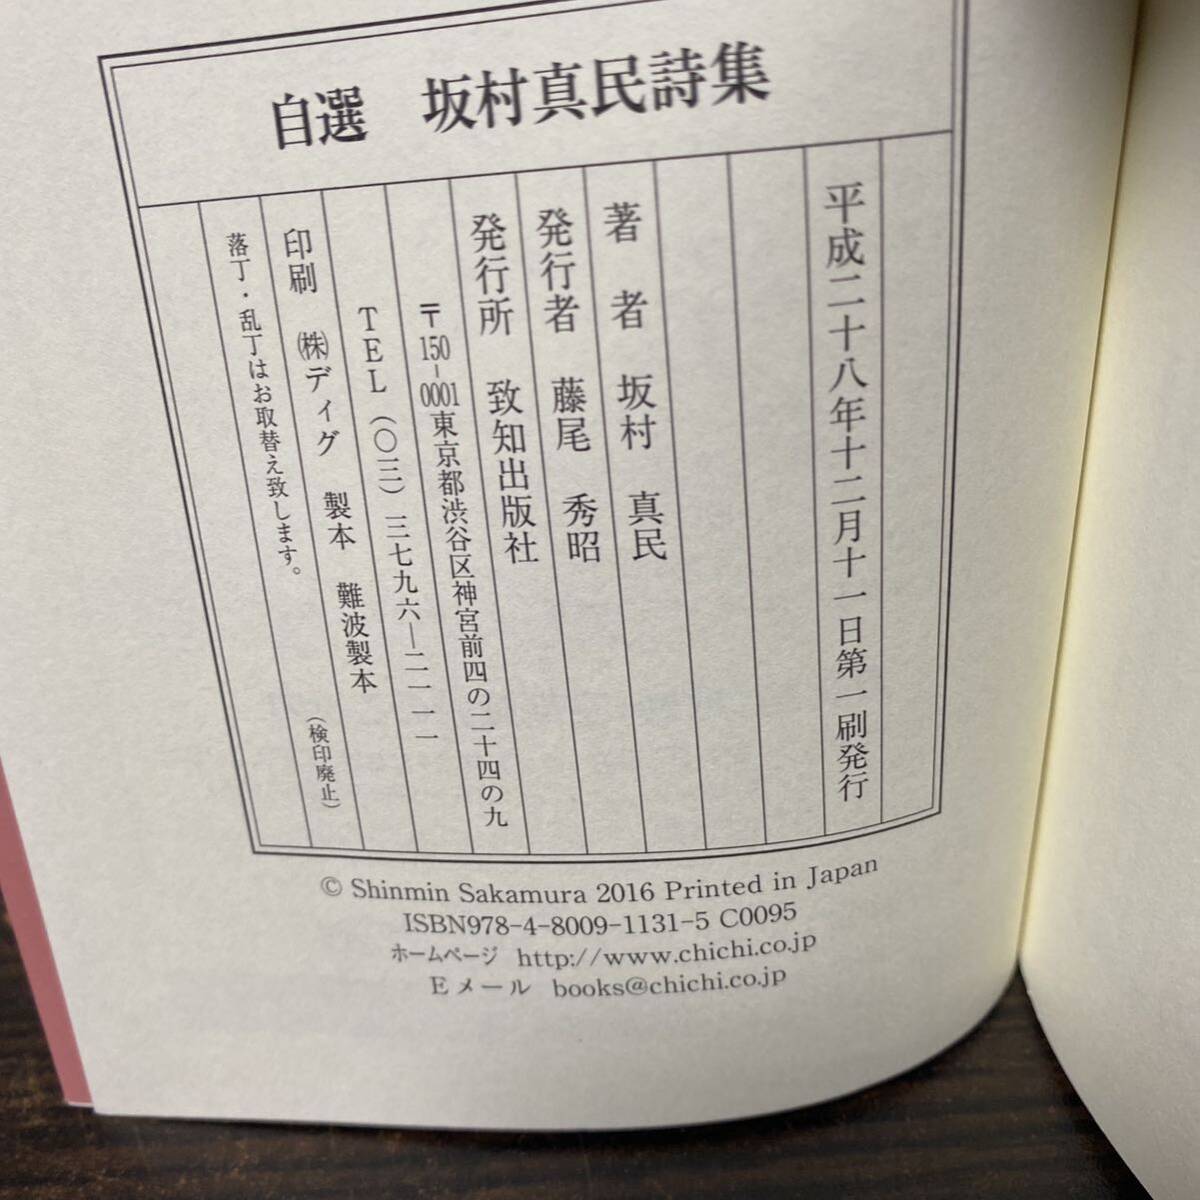 自選 坂村真民詩集
平成二十八年十二月十一日第一刷発行
著者 坂村 真民
発行者 藤尾 秀昭
発行所 致知出版社
〒150-0001東京都渋谷区神宮前四の二十四の九
TEL(〇三)三七九六―二一一一
印刷 ㈱ディグ 製本 難波製本
落丁・乱丁はお取替え致します。
(検印廃止)
© Shinmin Sakamura 2016 Printed in Japan
ISBN978-4-8009-1131-5 C0095
ホームページ http://www.chichi.co.jp
Eメール books@chichi.co.jp